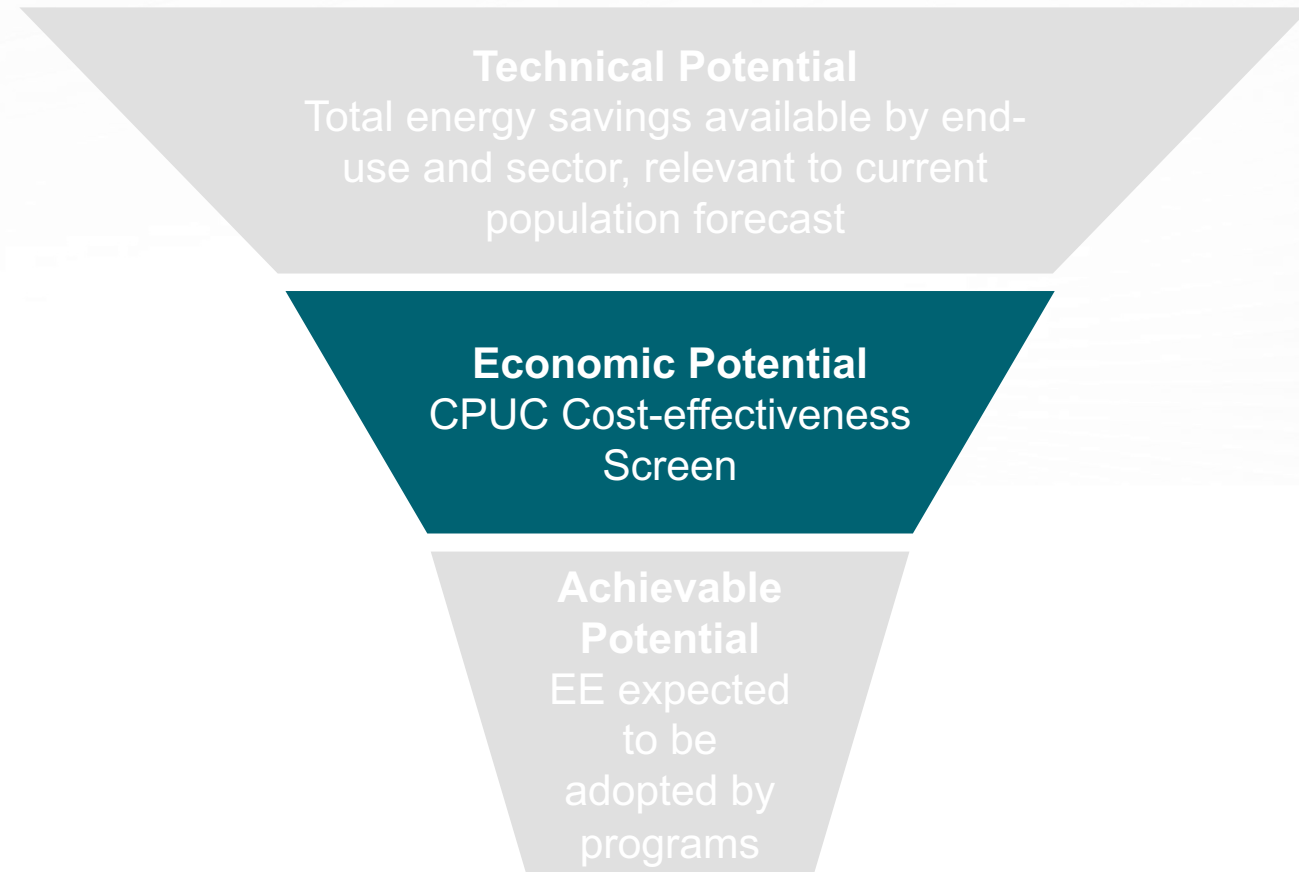 Technical Potential
Total energy savings available by end-
use and sector, relevant to current
population forecast
Economic Potential
CPUC Cost-effectiveness
Screen
Achievable
Potential
EE expected
to be
adopted by
programs